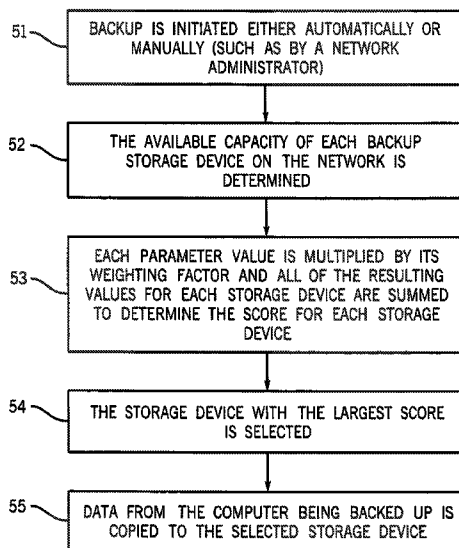 51
BACKUP IS INITIATED EITHER AUTOMATICALLY OR
MANUALLY (SUCH AS BY A NETWORK
ADMINISTRATOR)
52
THE AVAILABLE CAPACITY OF EACH BACKUP
STORAGE DEVICE ON THE NETWORK IS
DETERMINED
53
EACH PARAMETER VALUE IS MULTIPLIED BY ITS
WEIGHTING FACTOR AND ALL OF THE RESULTING
VALUES FOR EACH STORAGE DEVICE ARE SUMMED
TO DETERMINE THE SCORE FOR EACH STORAGE
DEVICE
54
THE STORAGE DEVICE WITH THE LARGEST SCORE
IS SELECTED
55
DATA FROM THE COMPUTER BEING BACKED UP IS
COPIED TO THE SELECTED STORAGE DEVICE